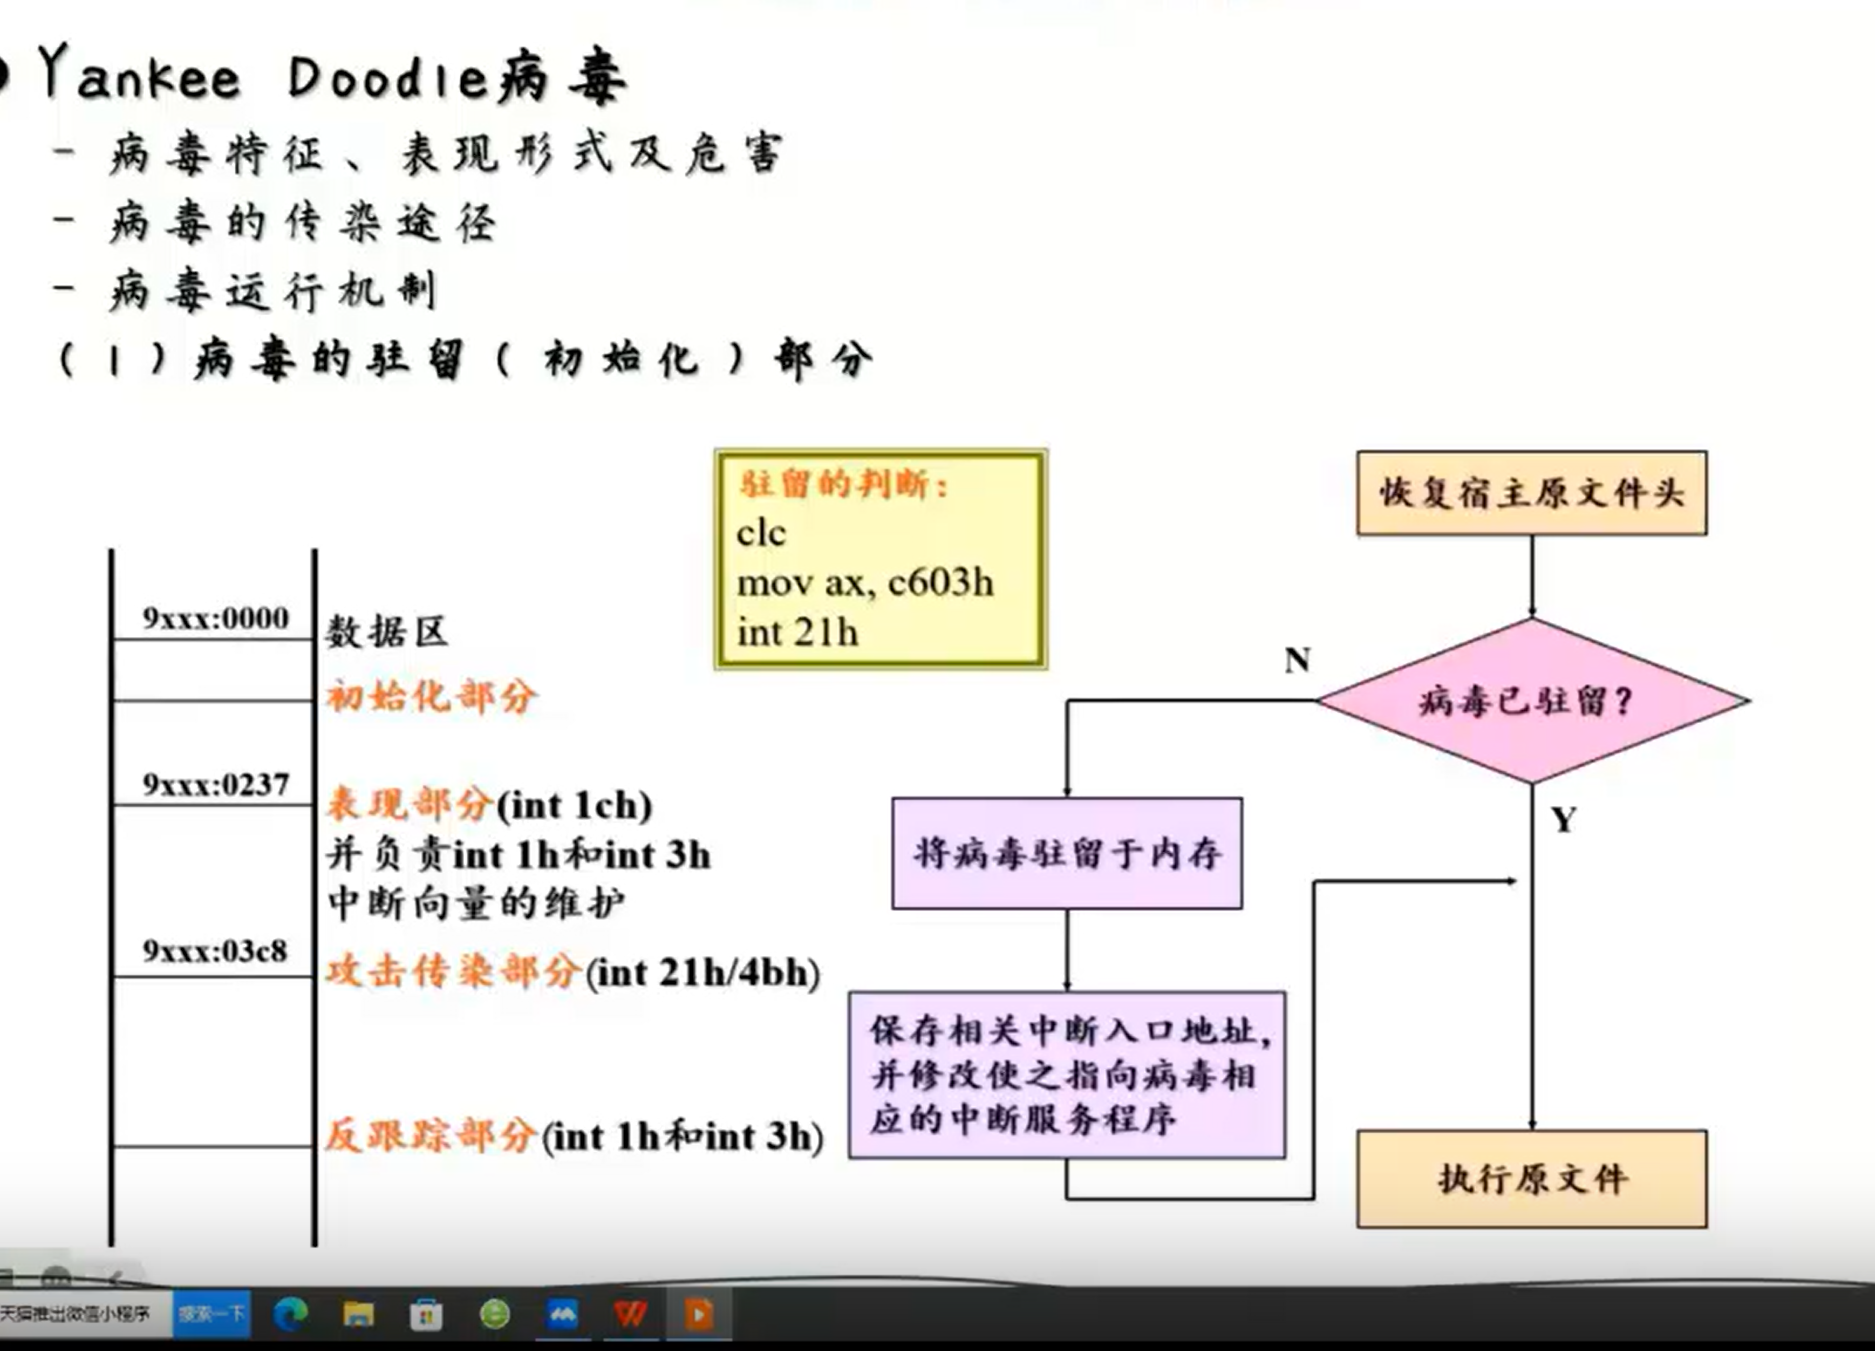 Yankee Doodle病毒
- 病毒特征、表现形式及危害
- 病毒的传染途径
- 病毒运行机制
(1)病毒的驻留(初始化)部分
驻留的判断:
clc
mov ax, c603h
int 21h
9xxx:0000
数据区
初始化部分
9xxx:0237
表现部分(int 1ch)
并负责int 1h和int 3h
中断向量的维护
9xxx:03c8
攻击传染部分(int 21h/4bh)
反跟踪部分(int 1h和int 3h)
恢复宿主原文件头
病毒已驻留?
N
Y
将病毒驻留于内存
保存相关中断入口地址,
并修改使之指向病毒相
应的中断服务程序
执行原文件
天猫推出微信小程序
搜索一下